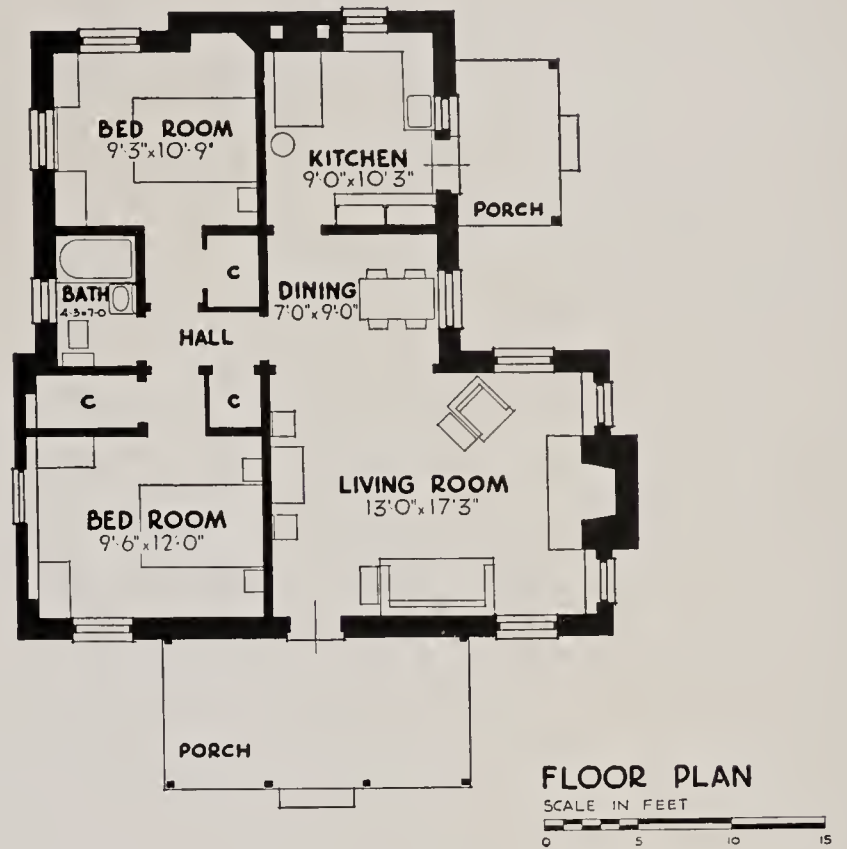 BED ROOM
9'-3"x10'-9"
KITCHEN
9'-0"x10'3"
PORCH
C
BATH
4-3x7-0
DINING
7'-0"x9'-0"
HALL
C
C
LIVING ROOM
13'-0"x17'3"
BED ROOM
9'-6"x12'-0"
PORCH
FLOOR PLAN
SCALE IN FEET
0 5 10 15